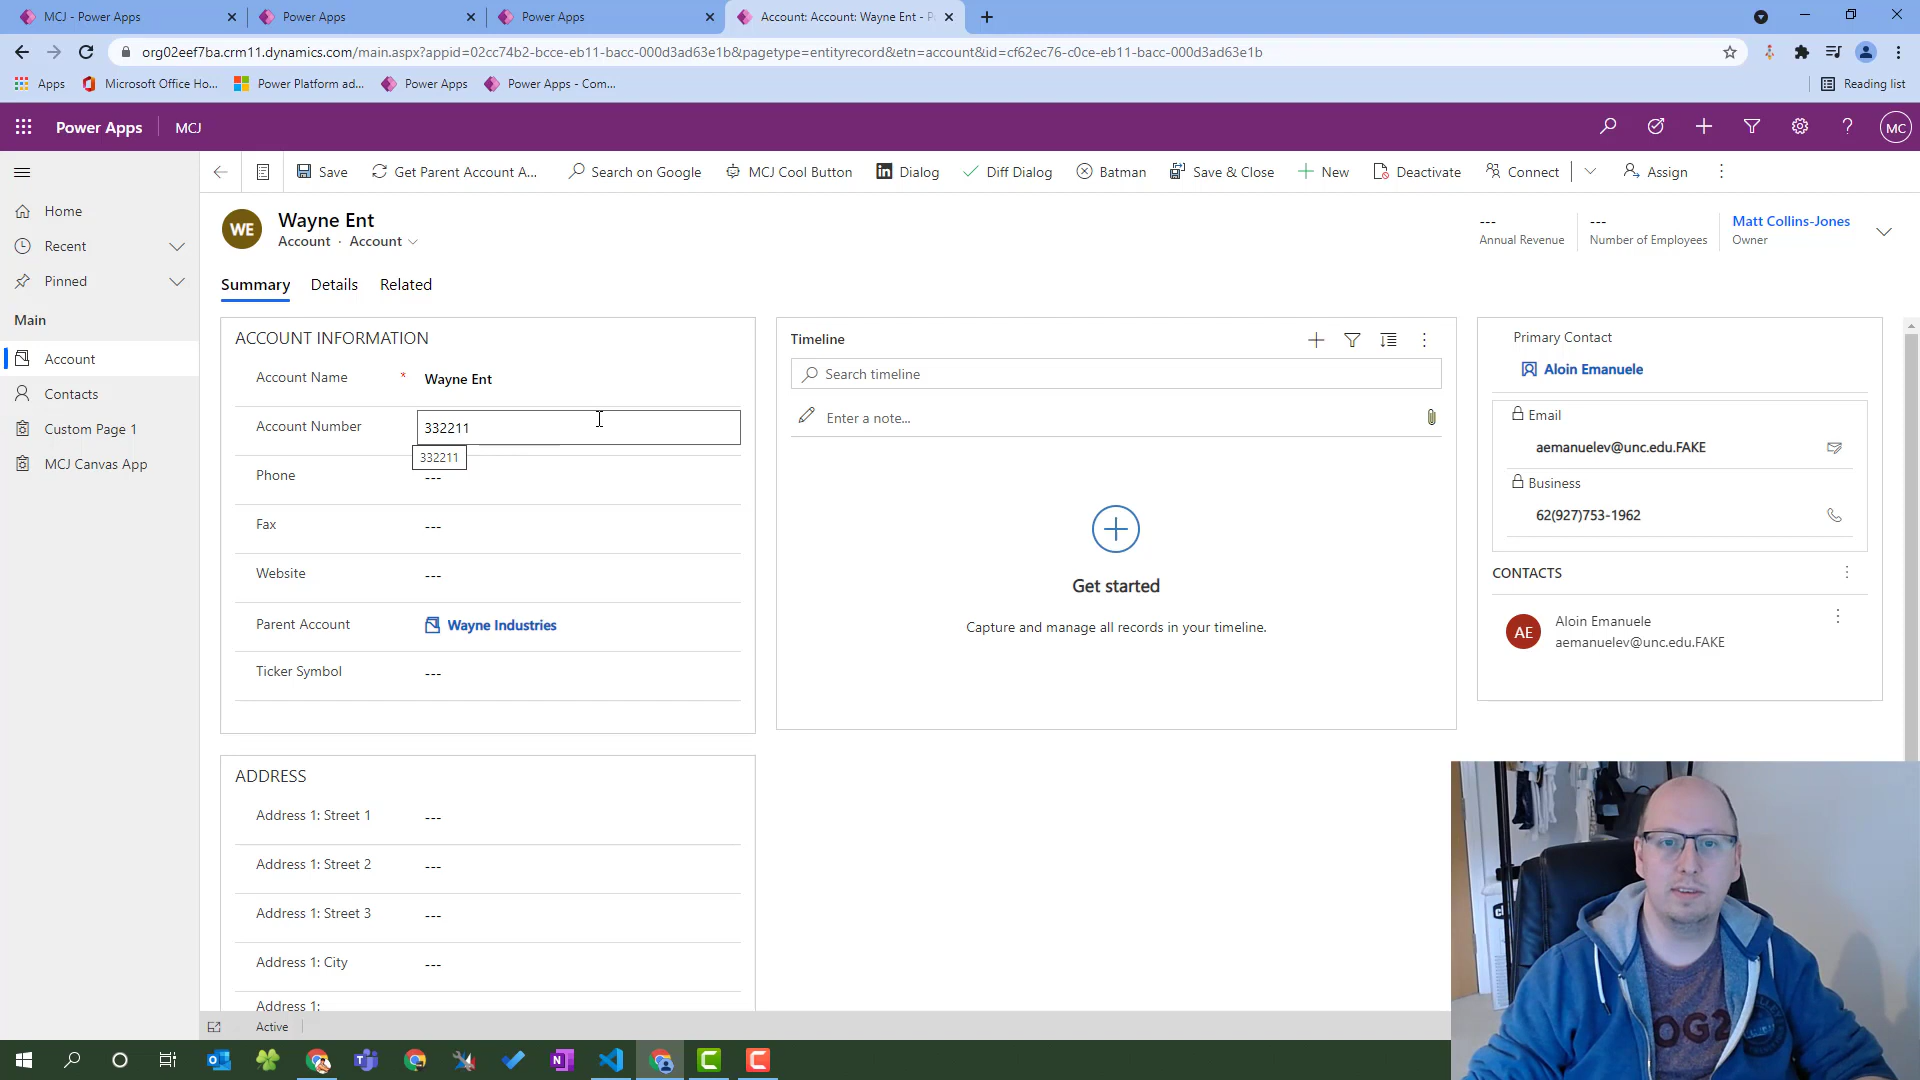 MCJ - Power Apps
Power Apps
Power Apps
Account: Account: Wayne Ent - P
org02eef7ba.crm11.dynamics.com/main.aspx?appid=02cc74b2-bcce-eb11-bacc-000d3ad63e1b&pagetype=entityrecord&etn=account&id=cf62ec76-c0ce-eb11-bacc-000d3ad63e1b
Apps
Microsoft Office Ho...
Power Platform ad...
Power Apps
Power Apps - Com...
Reading list
Power Apps
MCJ
MC
Save
Get Parent Account A...
Search on Google
MCJ Cool Button
Dialog
Diff Dialog
Batman
Save & Close
New
Deactivate
Connect
Assign
Home
Recent
Pinned
Main
Account
Contacts
Custom Page 1
MCJ Canvas App
WE
Wayne Ent
Account · Account
---
Annual Revenue
---
Number of Employees
Matt Collins-Jones
Owner
Summary
Details
Related
ACCOUNT INFORMATION
Account Name * Wayne Ent
Account Number 332211
332211
Phone ---
Fax ---
Website ---
Parent Account Wayne Industries
Ticker Symbol ---
ADDRESS
Address 1: Street 1 ---
Address 1: Street 2 ---
Address 1: Street 3 ---
Address 1: City ---
Address 1:
Timeline
Search timeline
Enter a note...
Get started
Capture and manage all records in your timeline.
Primary Contact
Aloin Emanuele
Email
aemanuelev@unc.edu.FAKE
Business
62(927)753-1962
CONTACTS
AE
Aloin Emanuele
aemanuelev@unc.edu.FAKE
Active
OG2